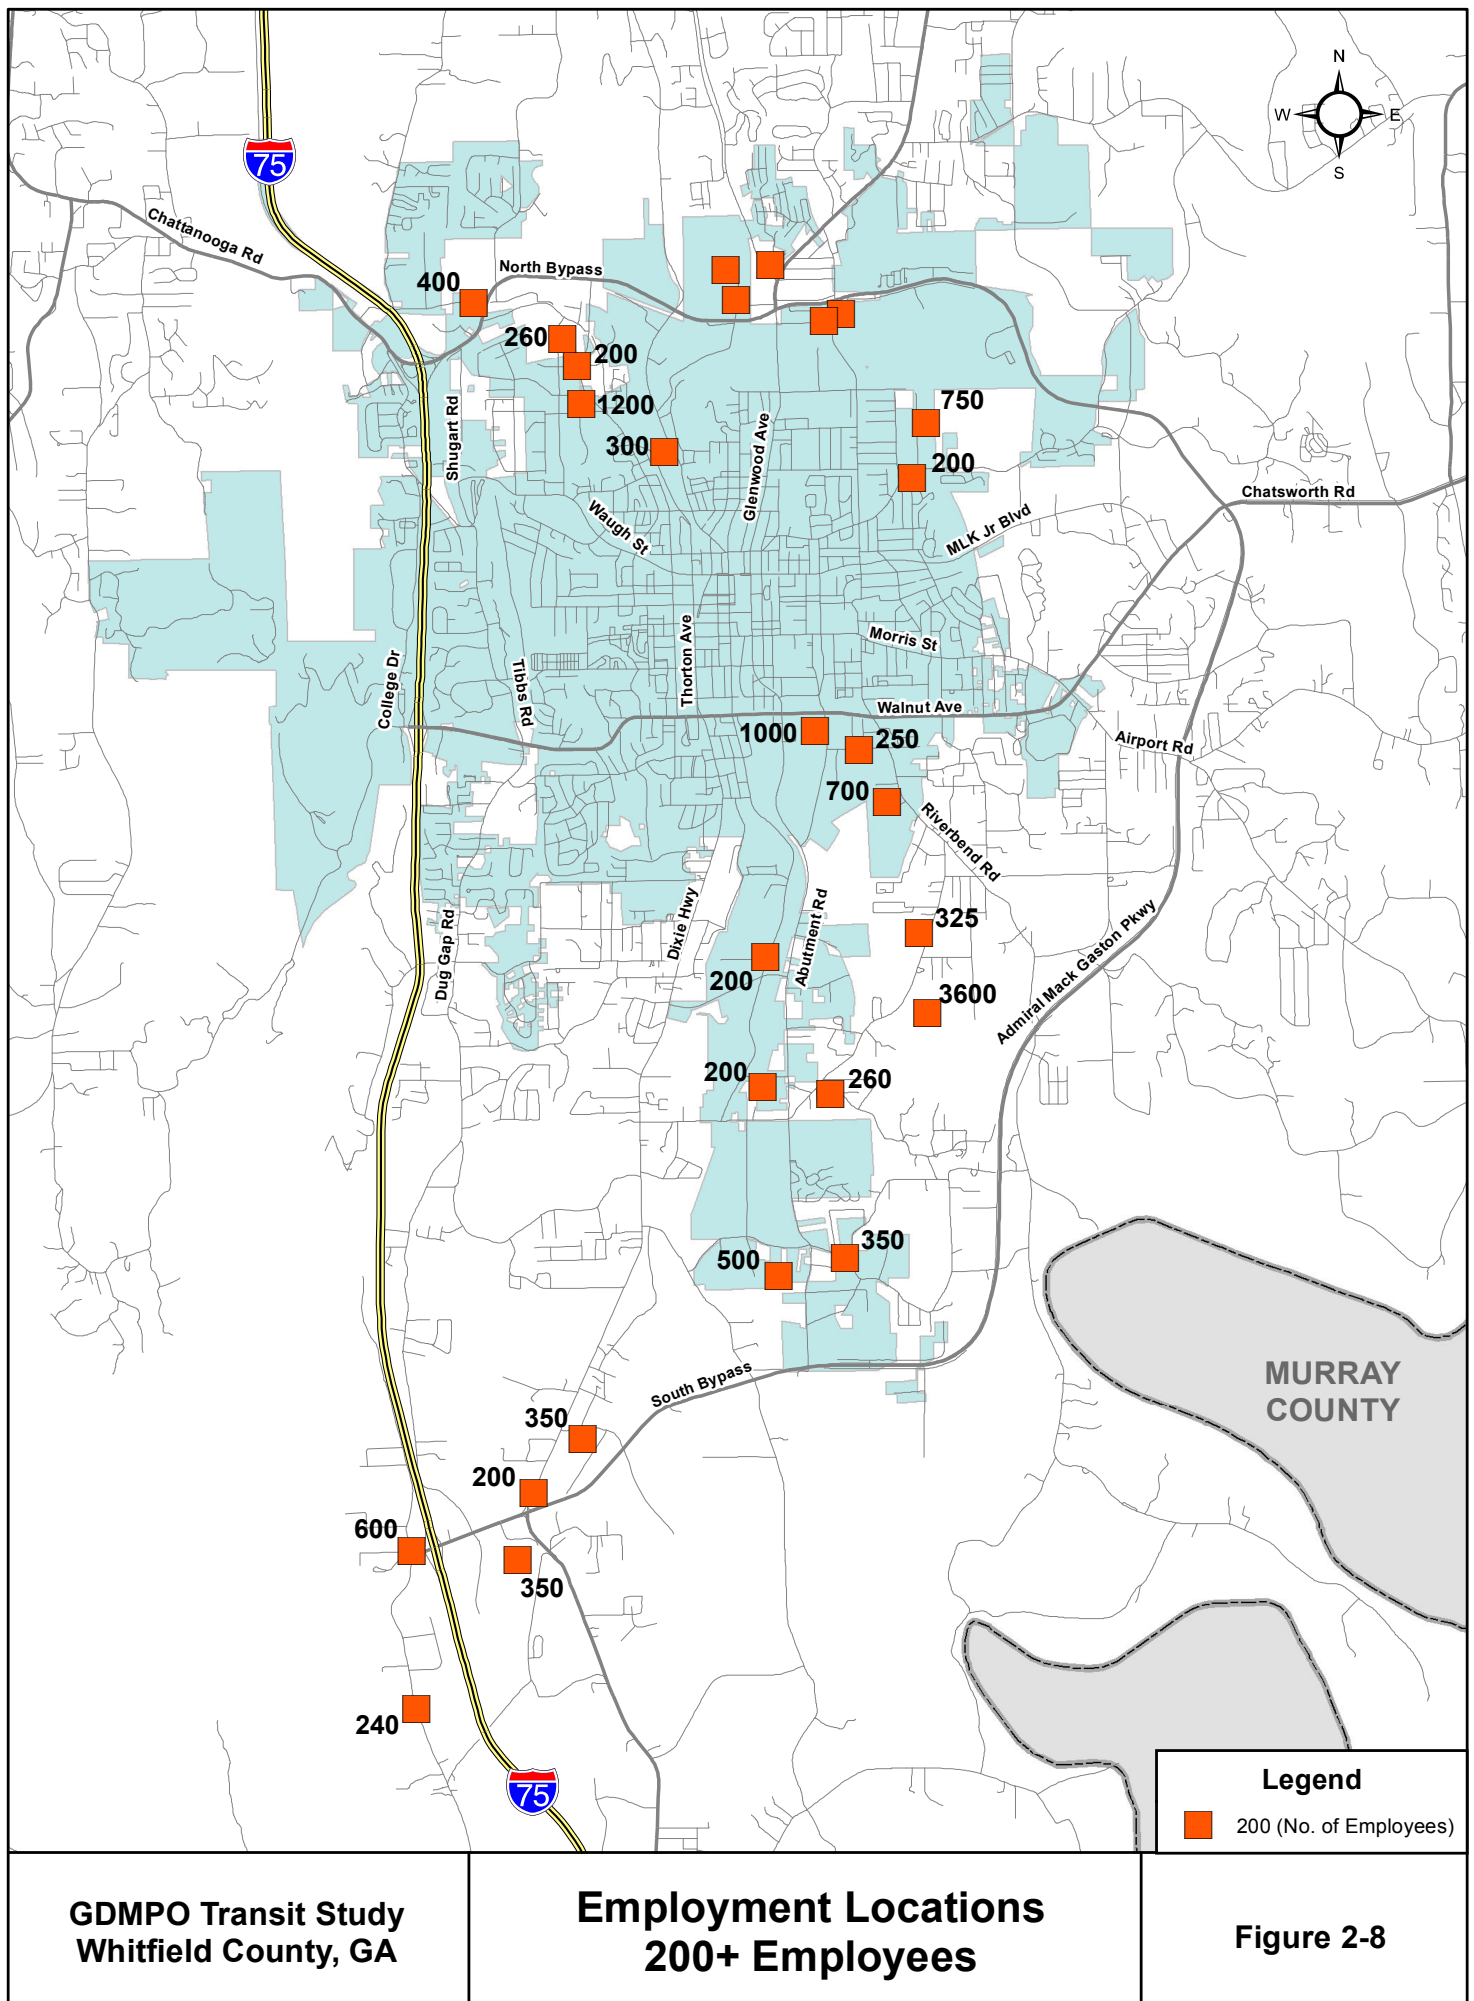 N
W
E
S
75
Chattanooga Rd
North Bypass
400
260
200
1200
300
Shugart Rd
Glenwood Ave
750
200
Chatsworth Rd
MLK Jr Blvd
Waugh St
Morris St
Thorton Ave
College Dr
Tibbs Rd
Walnut Ave
1000
250
Airport Rd
700
Riverbend Rd
Dug Gap Rd
Dixie Hwy
Abutment Rd
325
200
3600
Admiral Mack Gaston Pkwy
200
260
350
500
MURRAY
COUNTY
South Bypass
350
200
600
350
240
75
Legend
200 (No. of Employees)
GDMPO Transit Study
Whitfield County, GA
Employment Locations
200+ Employees
Figure 2-8